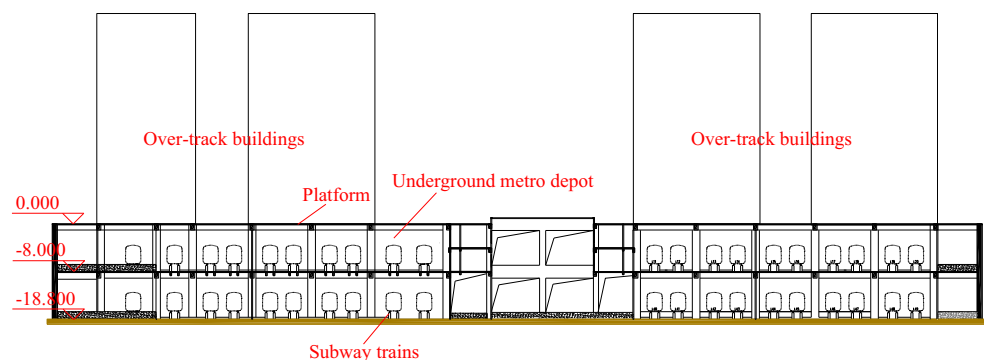 Over-track buildings
Over-track buildings
Underground metro depot
Platform
0.000
-8.000
-18.800
Subway trains